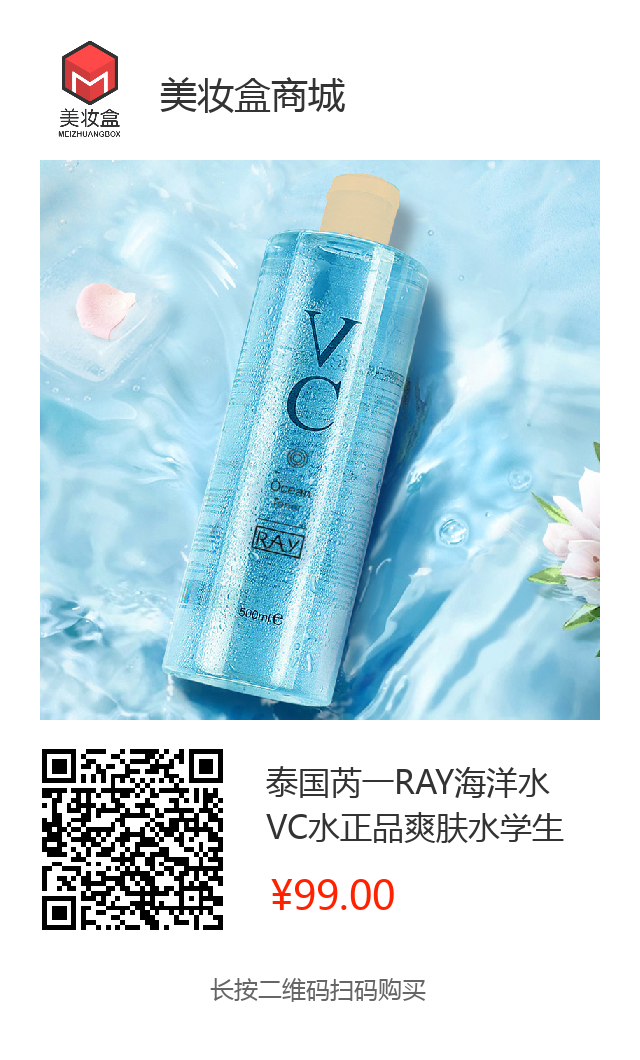 美妆盒
MEIZHUANGBOX
美妆盒商城
V
C
Ocean
Toner
RAY
500ml℮
泰国芮一RAY海洋水
VC水正品爽肤水学生
¥99.00
长按二维码扫码购买